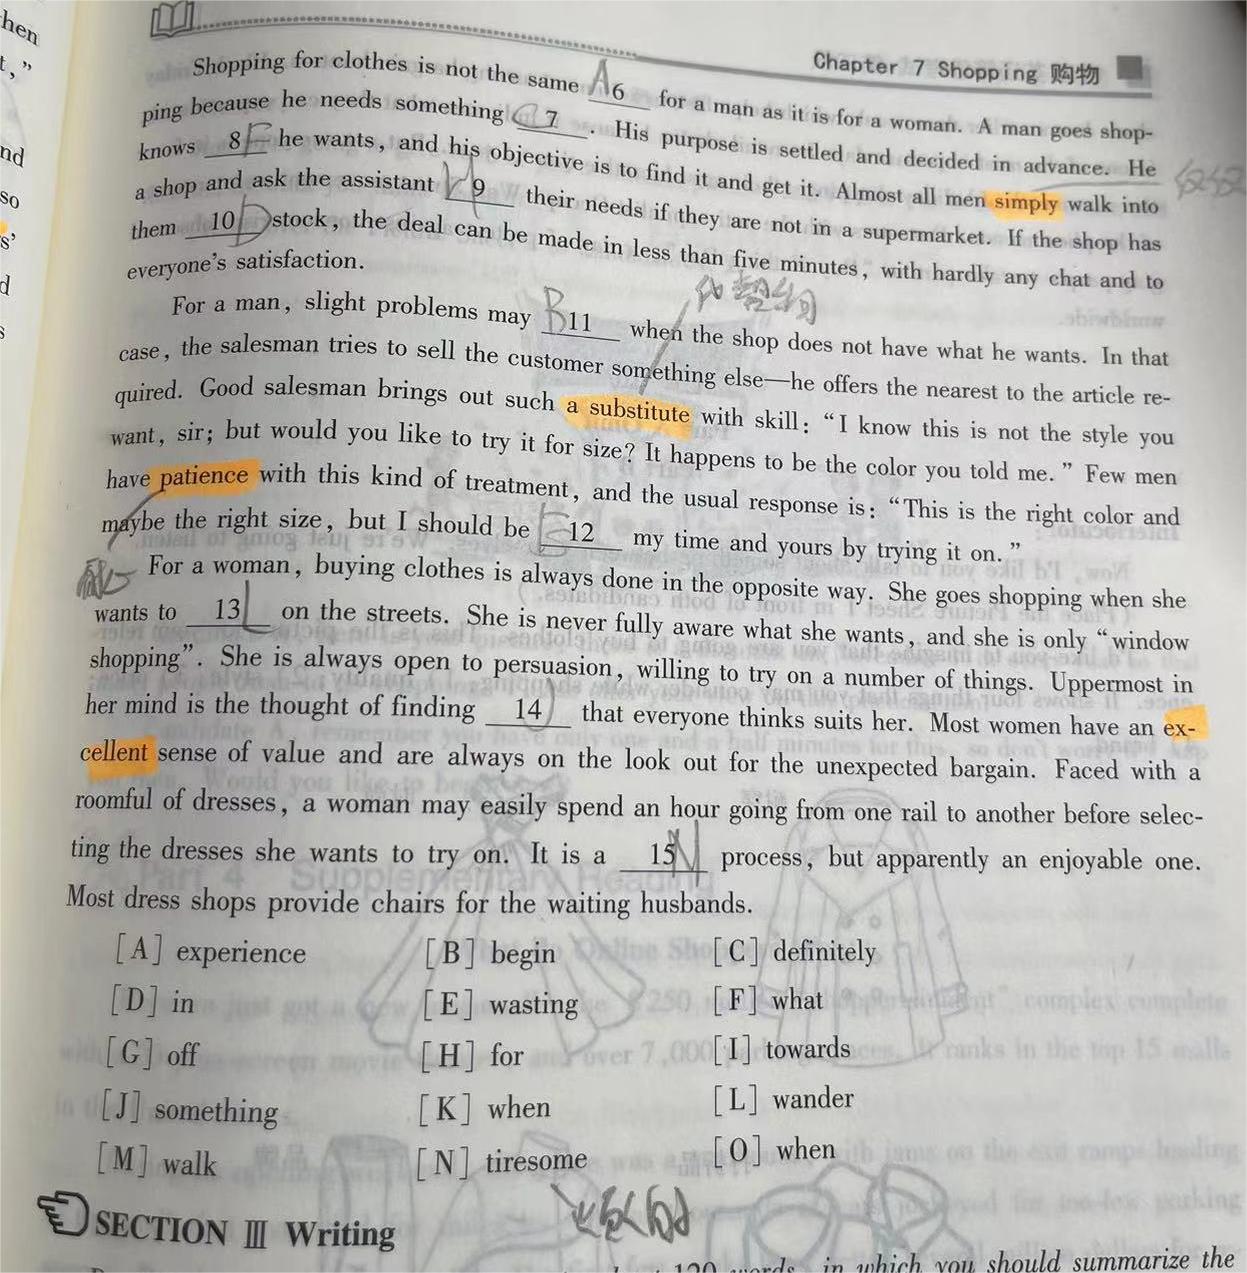 hen
t,”
nd
so
s’
d
s
Chapter 7 Shopping 购物
Shopping for clothes is not the same A 6 for a man as it is for a woman. A man goes shop-
ping because he needs something C 7 . His purpose is settled and decided in advance. He
knows 8 F he wants, and his objective is to find it and get it. Almost all men simply walk into 仅仅
a shop and ask the assistant H 9 their needs if they are not in a supermarket. If the shop has
them 10 D stock, the deal can be made in less than five minutes, with hardly any chat and to
everyone's satisfaction.
代替物
For a man, slight problems may B 11 when the shop does not have what he wants. In that
case, the salesman tries to sell the customer something else—he offers the nearest to the article re-
quired. Good salesman brings out such a substitute with skill: “I know this is not the style you
want, sir; but would you like to try it for size? It happens to be the color you told me.” Few men
have patience with this kind of treatment, and the usual response is: “This is the right color and
maybe the right size, but I should be E 12 my time and yours by trying it on.”
耐心
For a woman, buying clothes is always done in the opposite way. She goes shopping when she
wants to 13 L on the streets. She is never fully aware what she wants, and she is only “window
shopping”. She is always open to persuasion, willing to try on a number of things. Uppermost in
her mind is the thought of finding 14 J that everyone thinks suits her. Most women have an ex-
cellent sense of value and are always on the look out for the unexpected bargain. Faced with a
roomful of dresses, a woman may easily spend an hour going from one rail to another before selec-
ting the dresses she wants to try on. It is a 15 N process, but apparently an enjoyable one.
Most dress shops provide chairs for the waiting husbands.
[A] experience [B] begin [C] definitely
[D] in [E] wasting [F] what
[G] off [H] for [I] towards
[J] something [K] when [L] wander
[M] walk [N] tiresome [O] when
SECTION Ⅲ Writing
120 words, in which you should summarize the